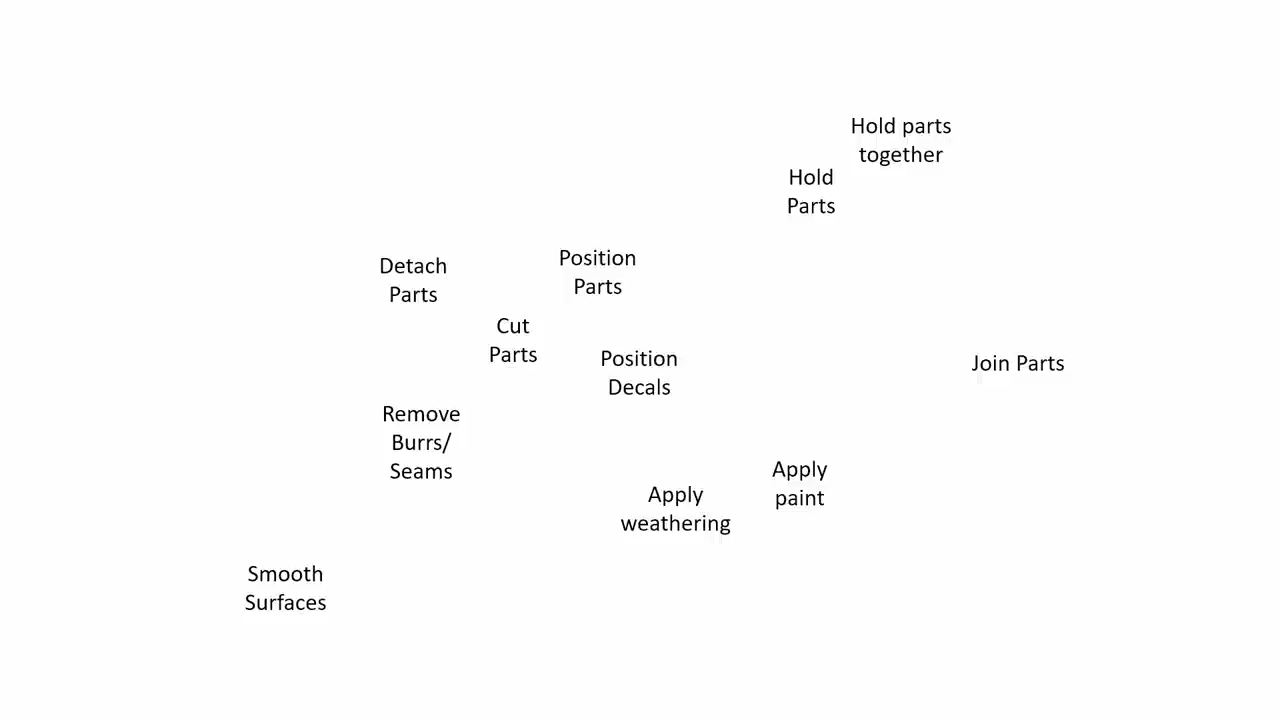 Hold parts
together
Hold
Parts
Position
Parts
Detach
Parts
Cut
Parts
Position
Decals
Join Parts
Remove
Burrs/
Seams
Apply
paint
Apply
weathering
Smooth
Surfaces